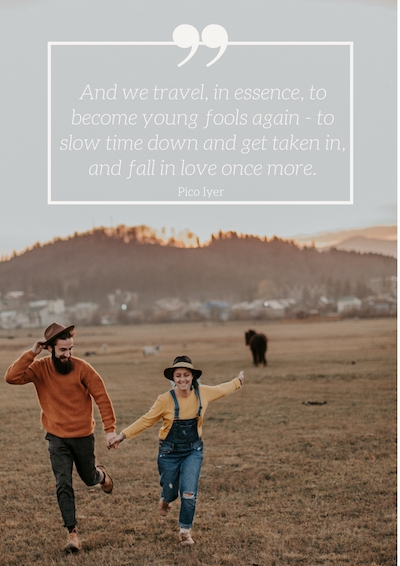 And we travel, in essence, to
become young fools again - to
slow time down and get taken in,
and fall in love once more.
Pico Iyer